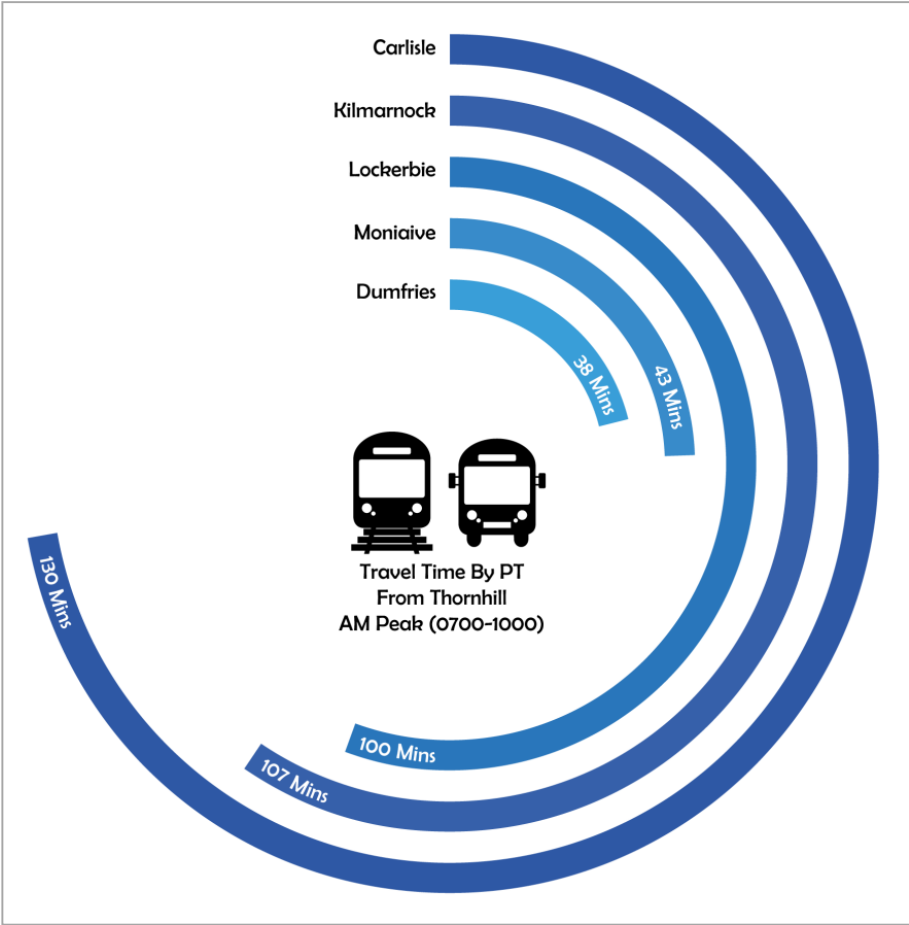 Carlisle
Kilmarnock
Lockerbie
Moniaive
Dumfries
38 Mins
43 Mins
Travel Time By PT
From Thornhill
AM Peak (0700-1000)
130 Mins
100 Mins
107 Mins